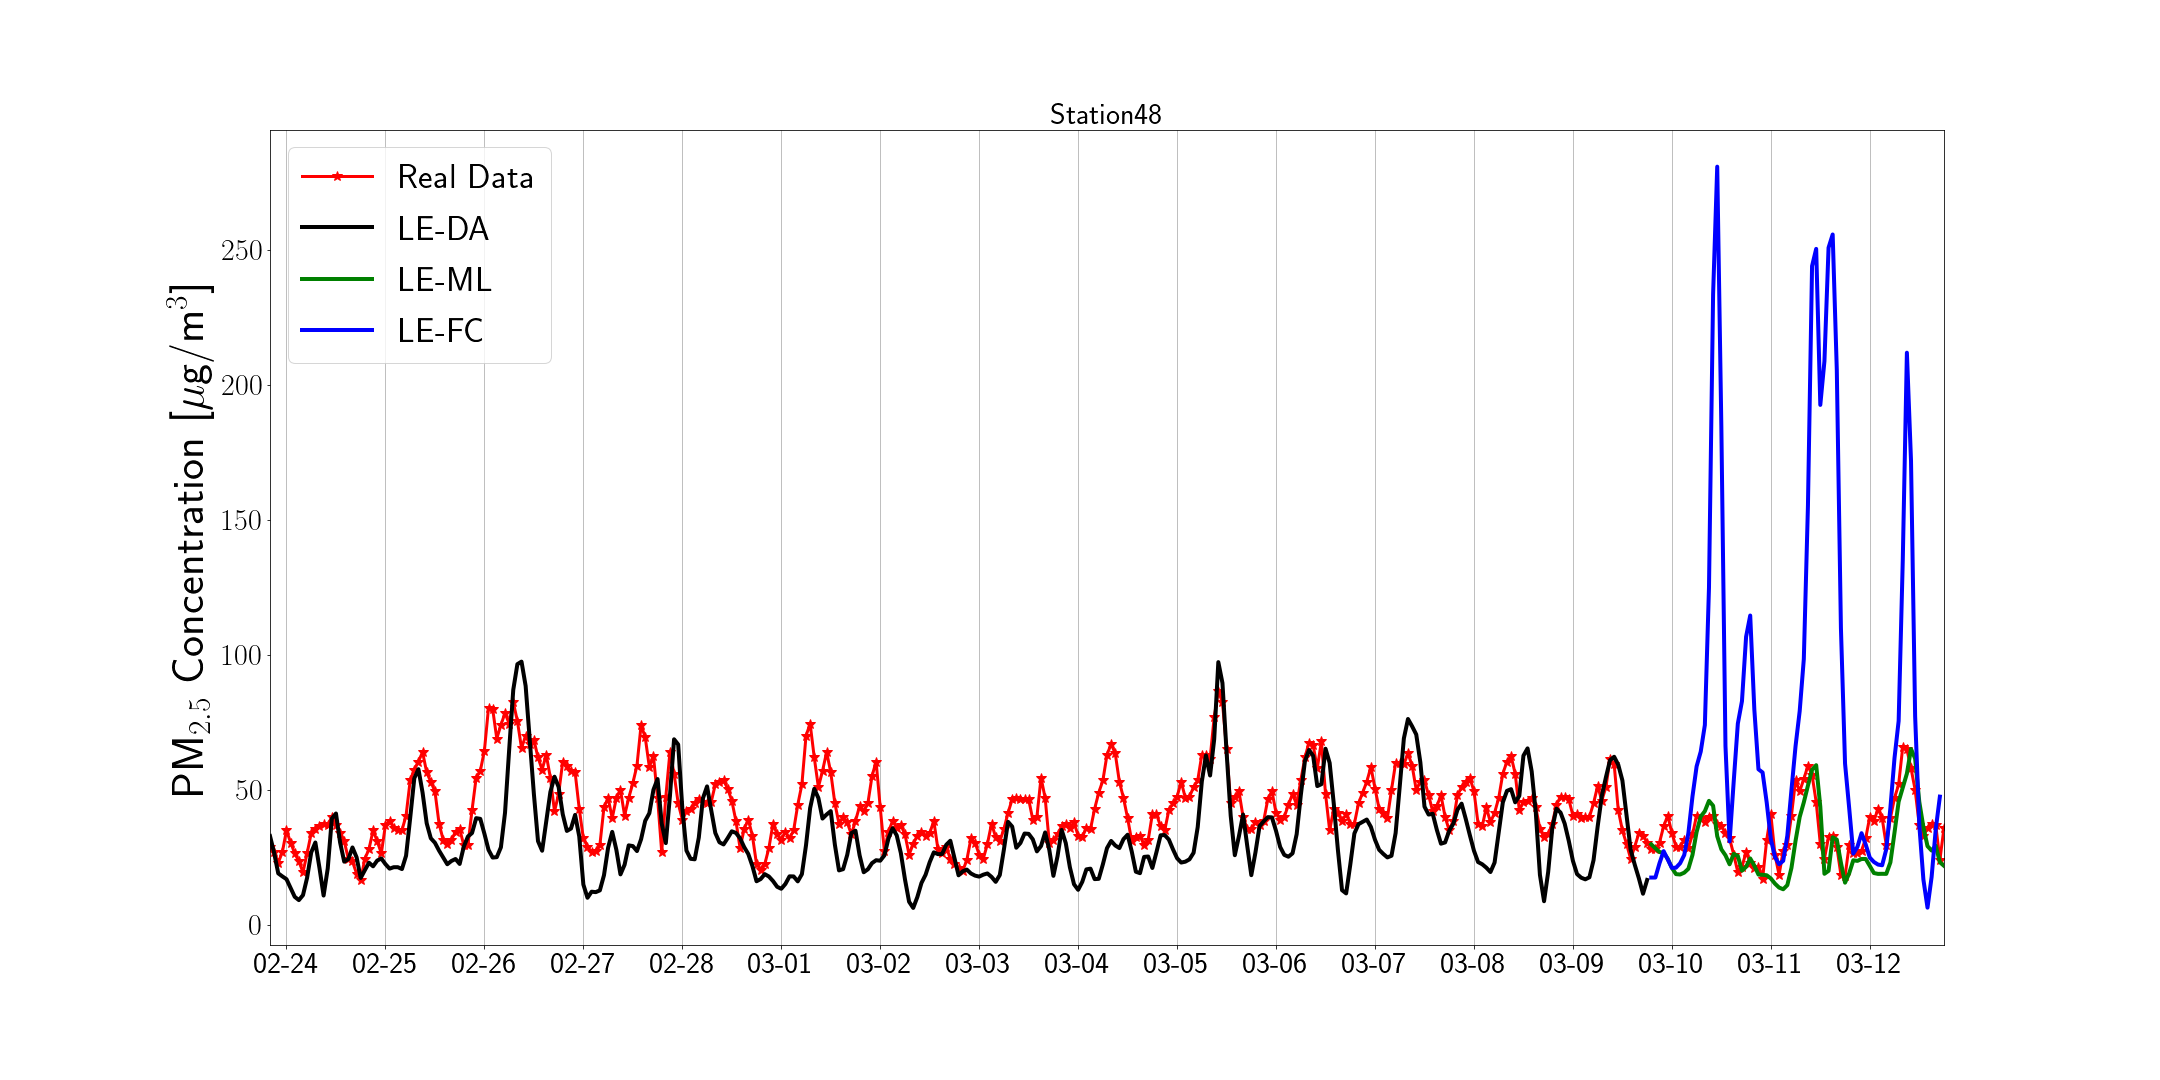 Station48
Real Data
LE-DA
LE-ML
LE-FC
PM2.5 Concentration [μg/m³]
250
200
150
100
50
0
02-24 02-25 02-26 02-27 02-28 03-01 03-02 03-03 03-04 03-05 03-06 03-07 03-08 03-09 03-10 03-11 03-12